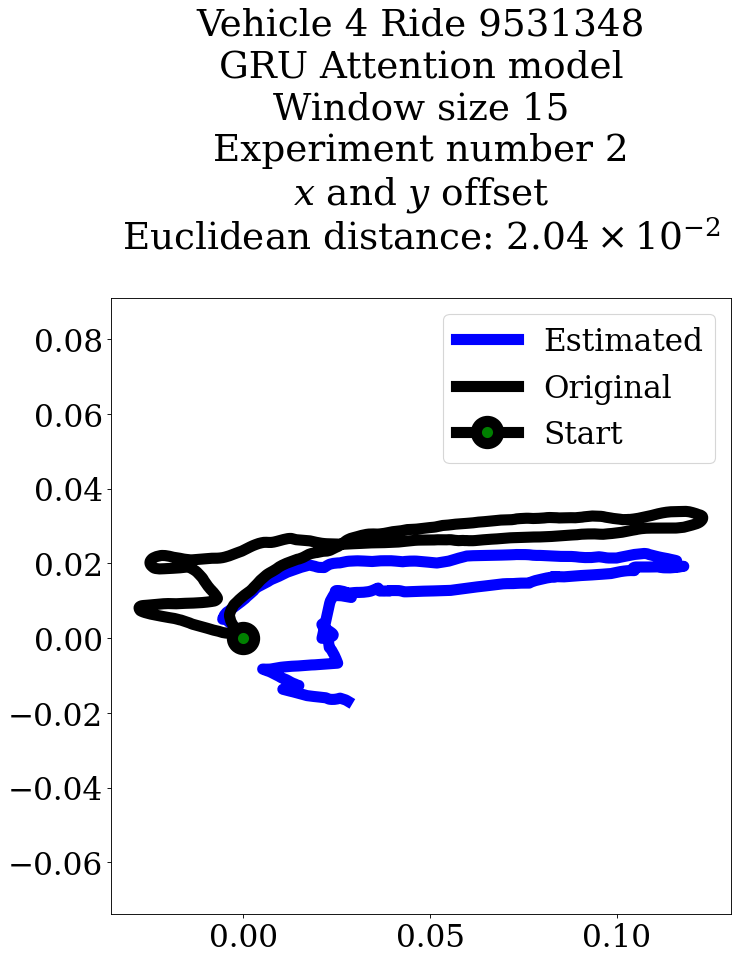 Vehicle 4 Ride 9531348
GRU Attention model
Window size 15
Experiment number 2
x and y offset
Euclidean distance: 2.04 × 10⁻²
Estimated
Original
Start
0.08
0.06
0.04
0.02
0.00
−0.02
−0.04
−0.06
0.00 0.05 0.10